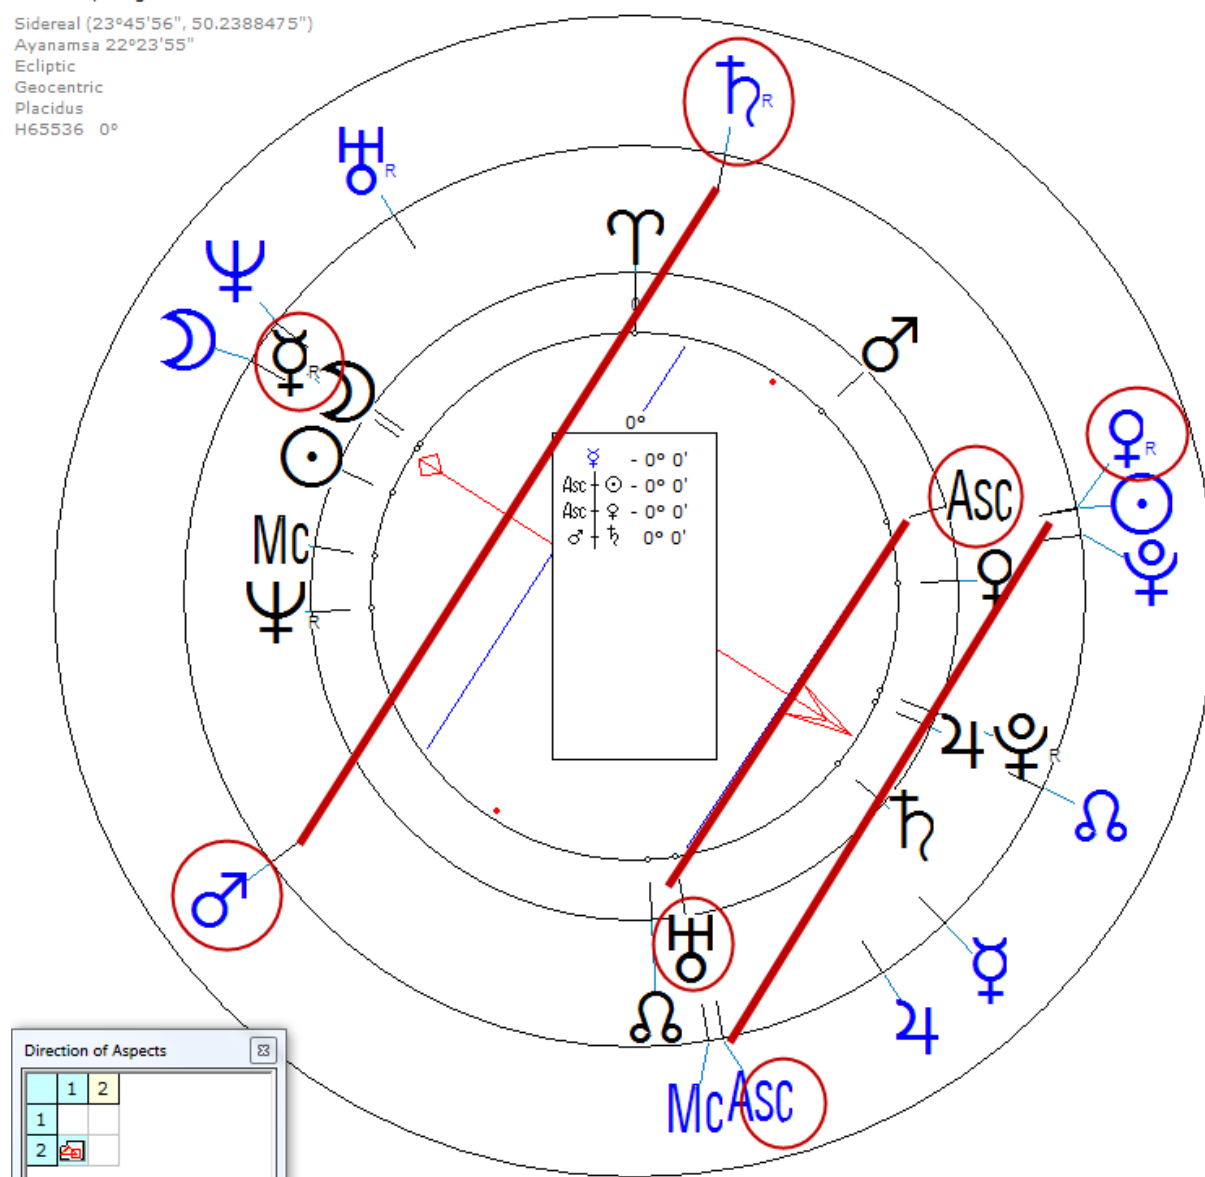 Sidereal (23°45'56", 50.2388475")
Ayanamsa 22°23'55"
Ecliptic
Geocentric
Placidus
H65536 0°
♄R
♅R
♈
0
♆
☽
☿R
☽
♂
☉
0°
☿ - 0° 0'
Asc ☉ - 0° 0'
Asc ♀ - 0° 0'
♂ ♄ 0° 0'
♀R
Asc
☉
Mc
♀
♇
♆R
♃
♇R
☊
♄
♂
♅
☿
☊
♃
Mc
Asc
Direction of Aspects
1 2
1
2